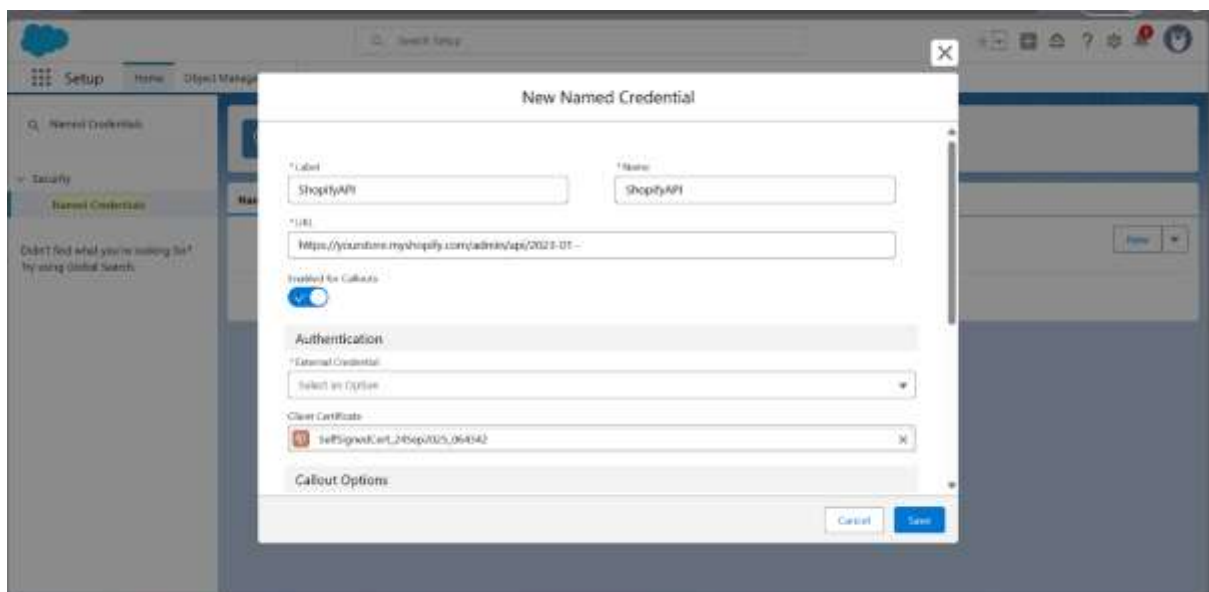 Search Setup
Setup Home Object Manage
New Named Credential
Named Credentials
Security
Named Credentials
Didn't find what you're looking for?
Try using Global Search.
* Label
ShopifyAPI
* Name
ShopifyAPI
* URL
https://yourstore.myshopify.com/admin/api/2023-01
Enabled for Callouts
Authentication
* External Credential
Select an Option
Client Certificate
SelfSignedCert_24Sep2025_064342
Callout Options
New
Cancel Save